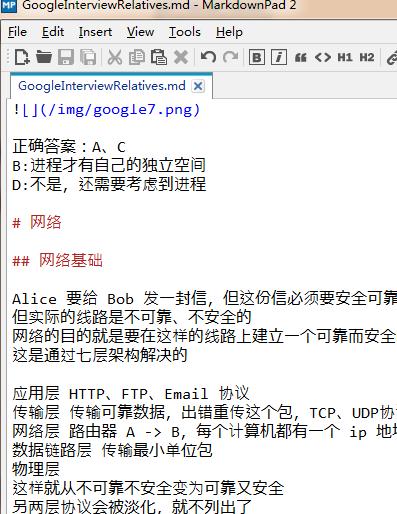 GoogleInterviewRelatives.md - MarkdownPad 2
File Edit Insert View Tools Help
B i “ <> H1 H2
GoogleInterviewRelatives.md
![](/img/google7.png)
正确答案：A、C
B:进程才有自己的独立空间
D:不是，还需要考虑到进程
# 网络
## 网络基础
Alice 要给 Bob 发一封信，但这份信必须要安全可靠
但实际的线路是不可靠、不安全的
网络的目的就是要在这样的线路上建立一个可靠而安全
这是通过七层架构解决的
应用层 HTTP、FTP、Email 协议
传输层 传输可靠数据，出错重传这个包，TCP、UDP协
网络层 路由器 A -> B，每个计算机都有一个 ip 地
数据链路层 传输最小单位包
物理层
这样就从不可靠不安全变为可靠又安全
另两层协议会被淡化，就不列出了